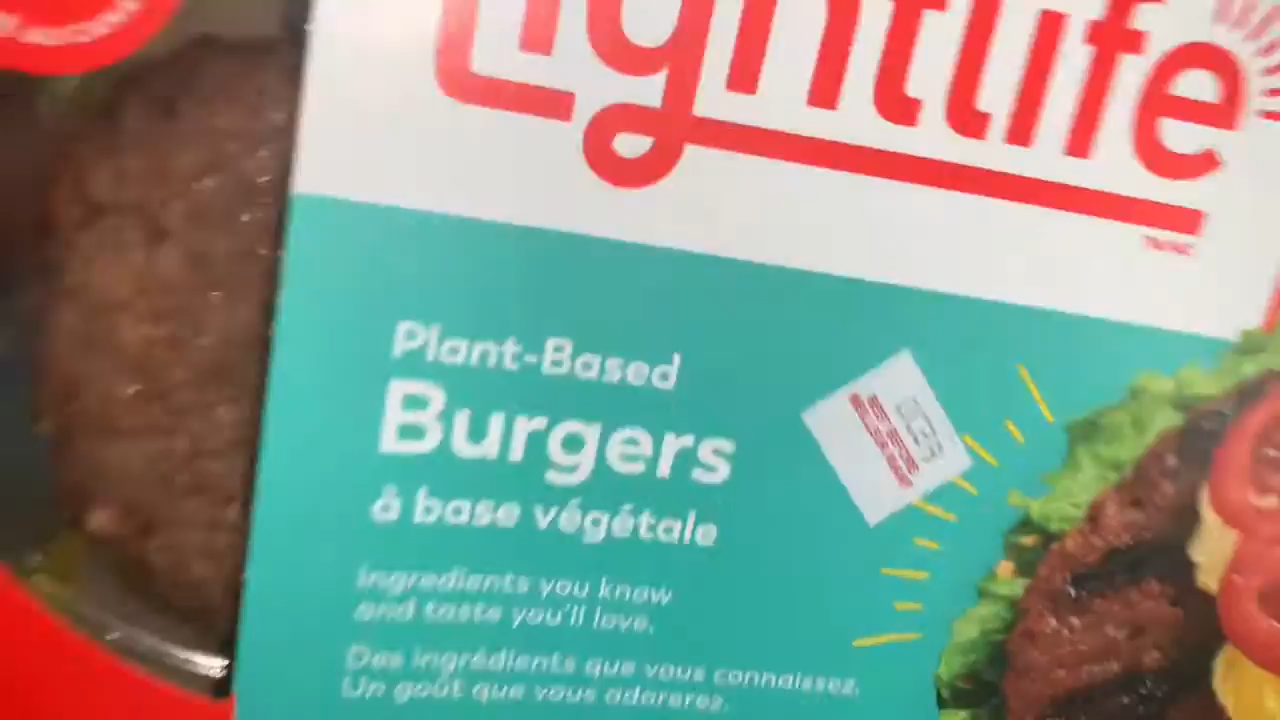 Lightlife
Plant-Based
Burgers
à base végétale
Ingredients you know
and taste you'll love.
Des ingrédients que vous connaissez.
Un goût que vous adorerez.